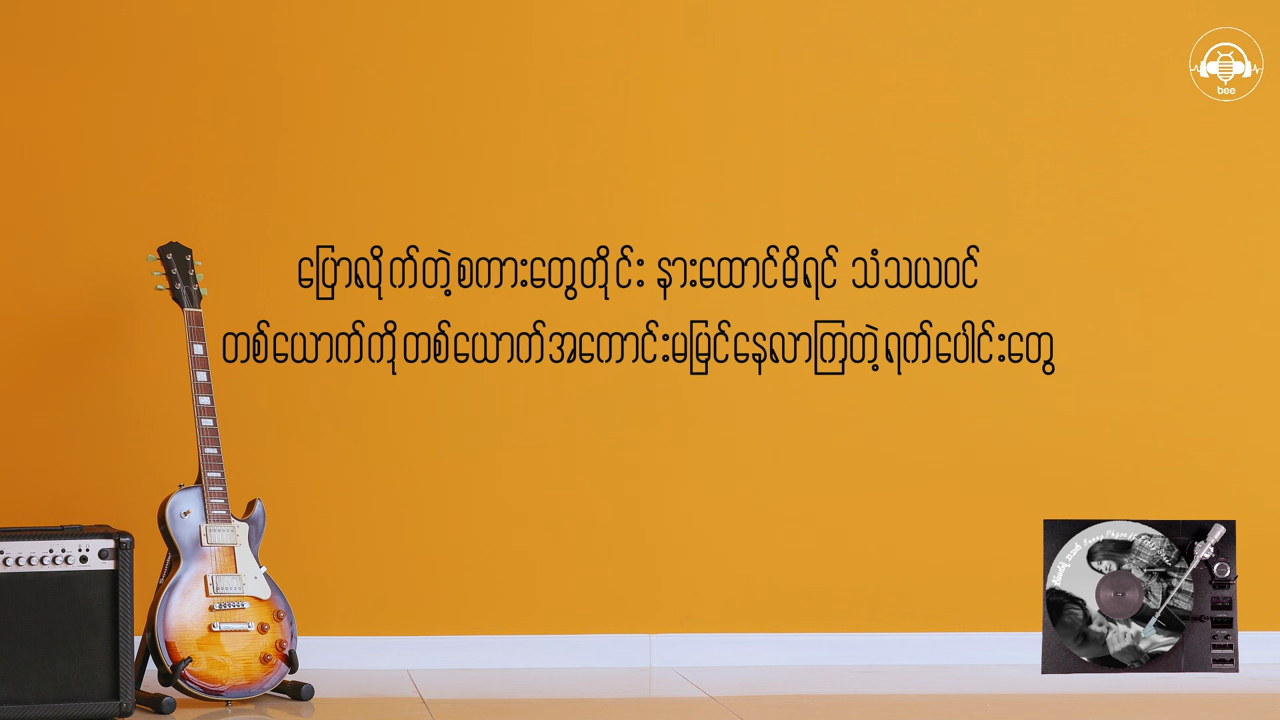 bee
ပြောလိုက်တဲ့စကားတွေတိုင်း နားထောင်မိရင် သံသယဝင်
တစ်ယောက်ကိုတစ်ယောက်အကောင်းမမြင်နေလာကြတဲ့ရက်ပေါင်းတွေ